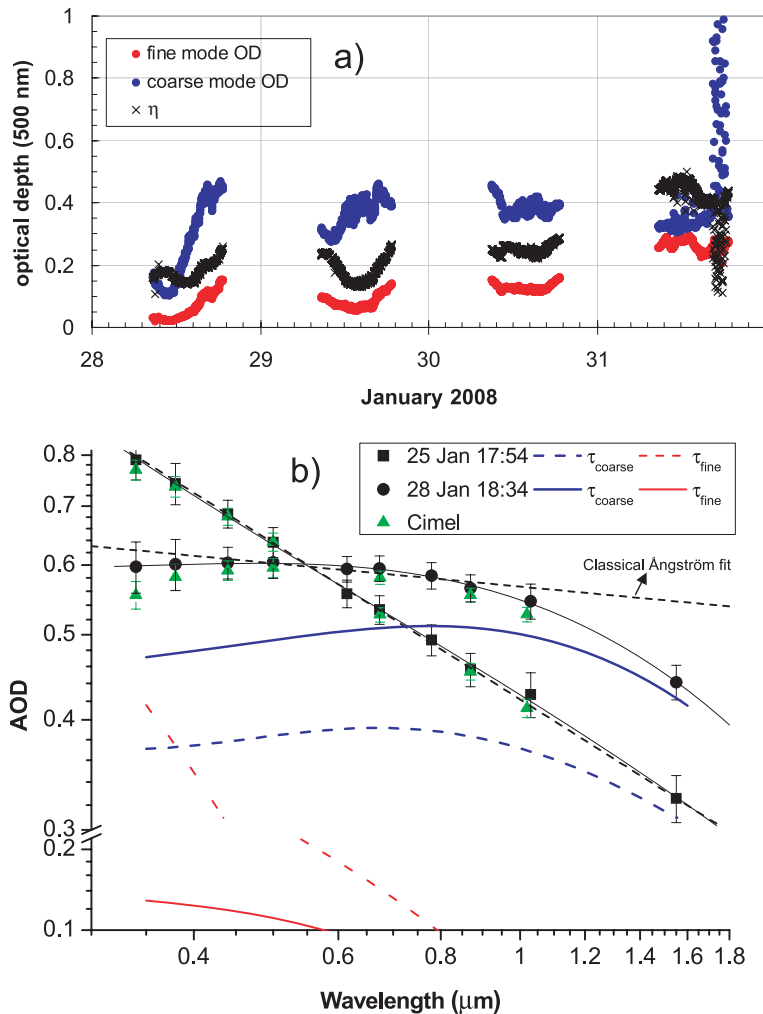 1
0.8
0.6
0.4
0.2
0
optical depth (500 nm)
fine mode OD
coarse mode OD
η
a)
28
29
30
31
January 2008
b)
25 Jan 17:54
τcoarse
τfine
28 Jan 18:34
τcoarse
τfine
Cimel
Classical Ångström fit
0.8
0.7
0.6
0.5
0.4
0.3
0.2
0.1
AOD
0.4
0.6
0.8
1
1.2
1.4
1.6
1.8
Wavelength (μm)